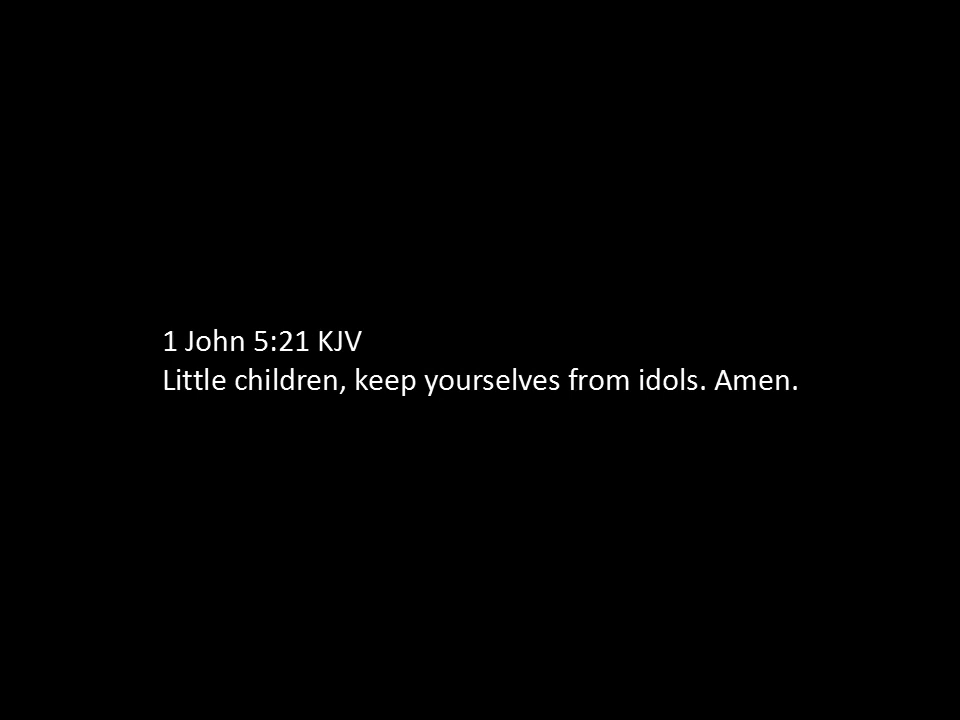 1 John 5:21 KJV
Little children, keep yourselves from idols. Amen.